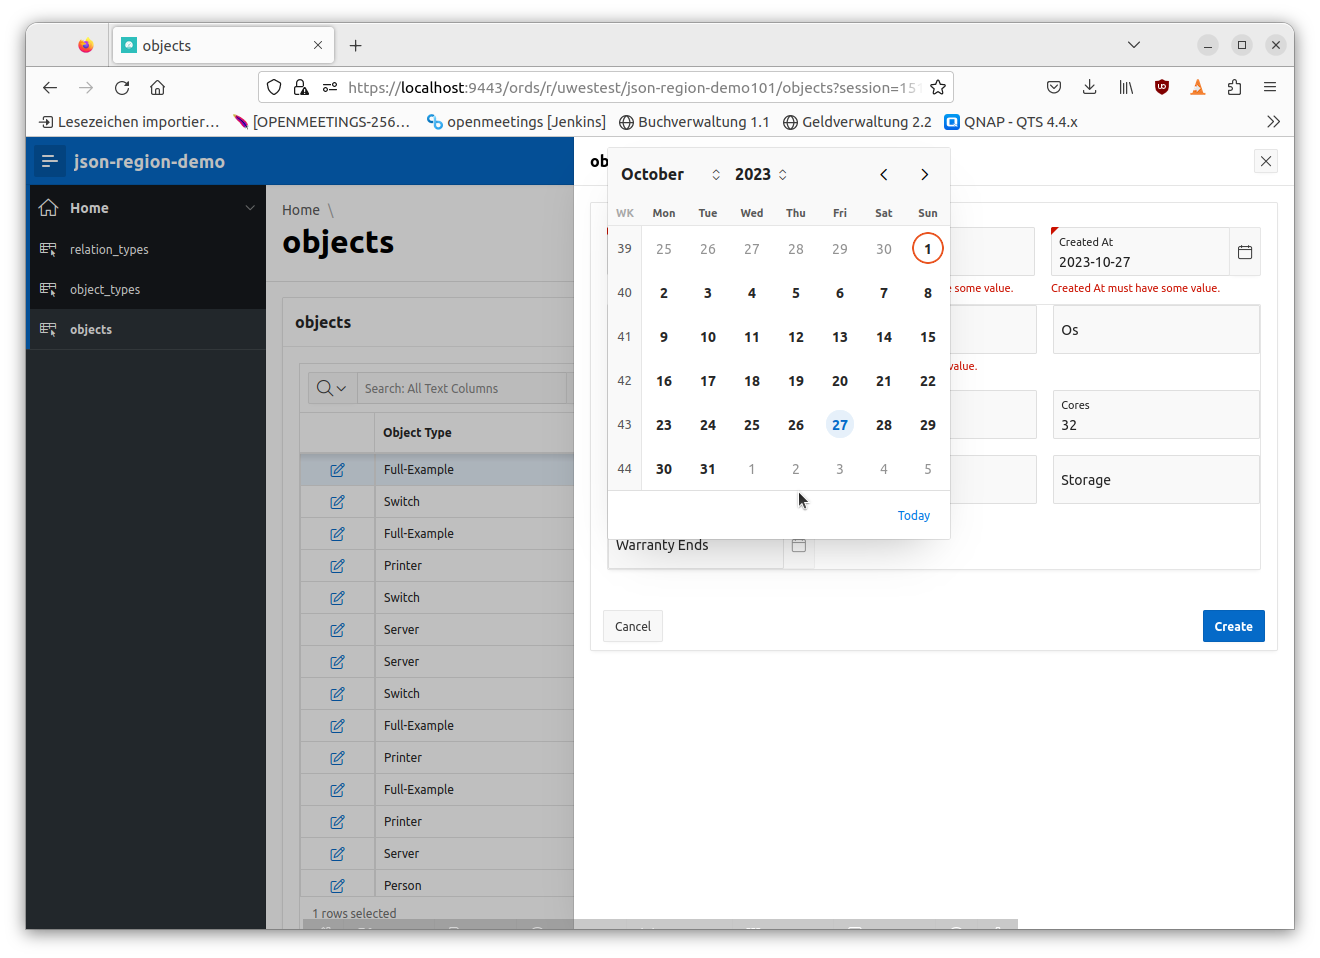 objects
https://localhost:9443/ords/r/uwestest/json-region-demo101/objects?session=151
Lesezeichen importier… [OPENMEETINGS-256… openmeetings [Jenkins] Buchverwaltung 1.1 Geldverwaltung 2.2 QNAP - QTS 4.4.x
json-region-demo
Home
relation_types
object_types
objects
Home \
objects
objects
Search: All Text Columns
Object Type
Full-Example
Switch
Full-Example
Printer
Switch
Server
Server
Switch
Full-Example
Printer
Full-Example
Printer
Server
Person
1 rows selected
ob
October 2023
WK Mon Tue Wed Thu Fri Sat Sun
39 25 26 27 28 29 30 1
40 2 3 4 5 6 7 8
41 9 10 11 12 13 14 15
42 16 17 18 19 20 21 22
43 23 24 25 26 27 28 29
44 30 31 1 2 3 4 5
Today
Created At
2023-10-27
e some value. Created At must have some value.
Os
value.
Cores
32
Storage
Warranty Ends
Cancel Create